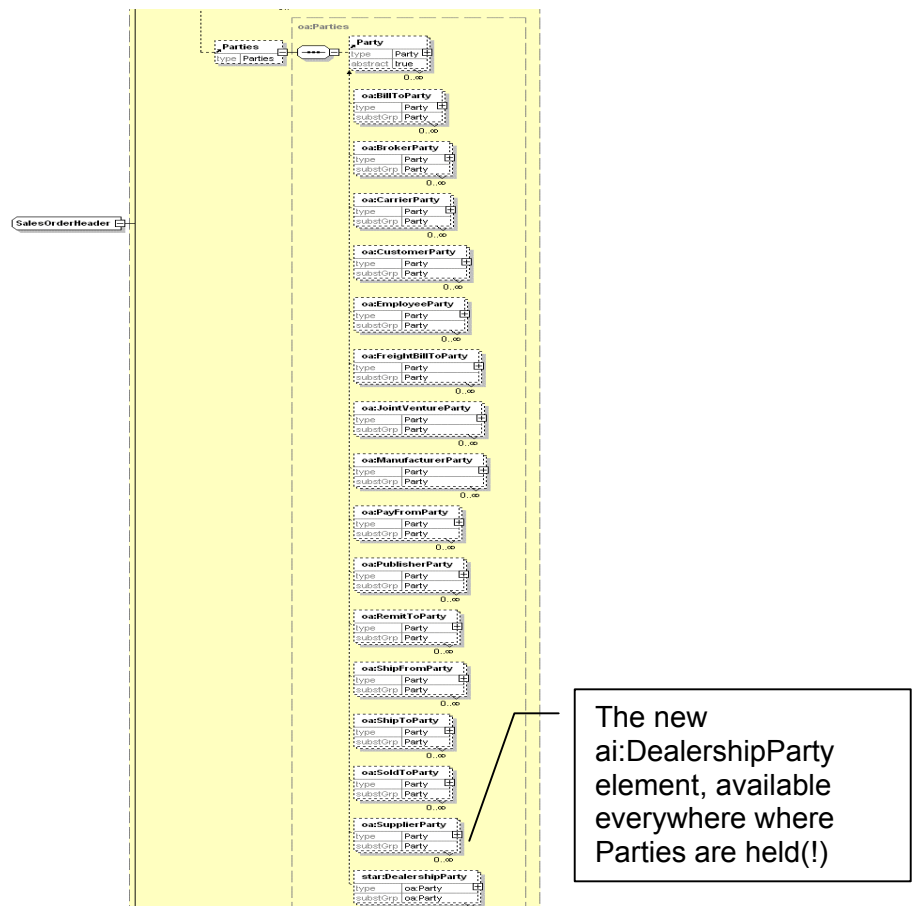 oa:Parties
Party
type Party
abstract true
0..∞
Parties
type Parties
oa:BillToParty
type Party
substGrp Party
0..∞
oa:BrokerParty
type Party
substGrp Party
0..∞
oa:CarrierParty
type Party
substGrp Party
0..∞
SalesOrderHeader
oa:CustomerParty
type Party
substGrp Party
0..∞
oa:EmployeeParty
type Party
substGrp Party
0..∞
oa:FreightBillToParty
type Party
substGrp Party
0..∞
oa:JointVentureParty
type Party
substGrp Party
0..∞
oa:ManufacturerParty
type Party
substGrp Party
0..∞
oa:PayFromParty
type Party
substGrp Party
0..∞
oa:PublisherParty
type Party
substGrp Party
0..∞
oa:RemitToParty
type Party
substGrp Party
0..∞
oa:ShipFromParty
type Party
substGrp Party
0..∞
oa:ShipToParty
type Party
substGrp Party
0..∞
oa:SoldToParty
type Party
substGrp Party
0..∞
oa:SupplierParty
type Party
substGrp Party
0..∞
star:DealershipParty
type oa:Party
substGrp oa:Party
The new
ai:DealershipParty
element, available
everywhere where
Parties are held(!)